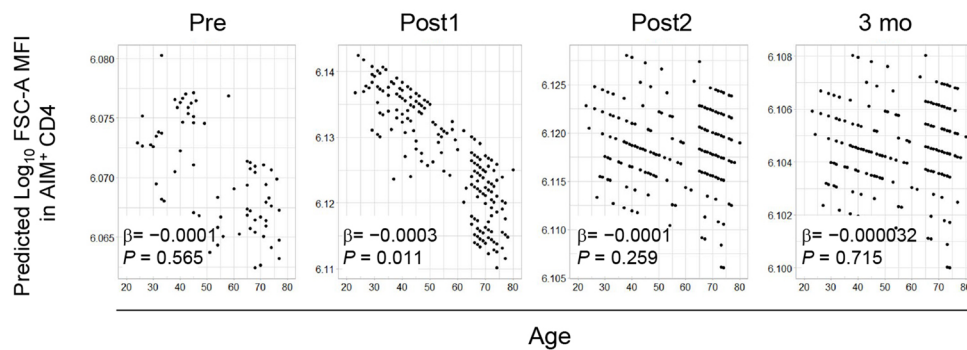 Pre Post1 Post2 3 mo
Predicted Log10 FSC-A MFI
in AIM+ CD4
6.080
6.075
6.070
6.065
β= −0.0001
P = 0.565
20 30 40 50 60 70 80
6.14
6.13
6.12
6.11
β= −0.0003
P = 0.011
20 30 40 50 60 70 80
6.125
6.120
6.115
6.110
6.105
β= −0.0001
P = 0.259
20 30 40 50 60 70 80
6.108
6.106
6.104
6.102
6.100
β= −0.000032
P = 0.715
20 30 40 50 60 70 80
Age